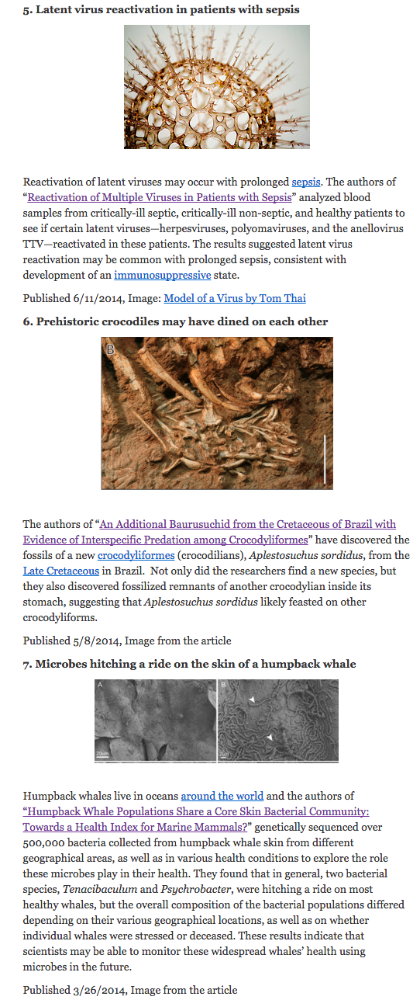 5. Latent virus reactivation in patients with sepsis
Reactivation of latent viruses may occur with prolonged sepsis. The authors of
“Reactivation of Multiple Viruses in Patients with Sepsis” analyzed blood
samples from critically-ill septic, critically-ill non-septic, and healthy patients to
see if certain latent viruses—herpesviruses, polyomaviruses, and the anellovirus
TTV—reactivated in these patients. The results suggested latent virus
reactivation may be common with prolonged sepsis, consistent with
development of an immunosuppressive state.
Published 6/11/2014, Image: Model of a Virus by Tom Thai
6. Prehistoric crocodiles may have dined on each other
B
The authors of “An Additional Baurusuchid from the Cretaceous of Brazil with
Evidence of Interspecific Predation among Crocodyliformes” have discovered the
fossils of a new crocodyliformes (crocodilians), Aplestosuchus sordidus, from the
Late Cretaceous in Brazil.  Not only did the researchers find a new species, but
they also discovered fossilized remnants of another crocodylian inside its
stomach, suggesting that Aplestosuchus sordidus likely feasted on other
crocodyliforms.
Published 5/8/2014, Image from the article
7. Microbes hitching a ride on the skin of a humpback whale
A
B
20um
Humpback whales live in oceans around the world and the authors of
“Humpback Whale Populations Share a Core Skin Bacterial Community:
Towards a Health Index for Marine Mammals?” genetically sequenced over
500,000 bacteria collected from humpback whale skin from different
geographical areas, as well as in various health conditions to explore the role
these microbes play in their health. They found that in general, two bacterial
species, Tenacibaculum and Psychrobacter, were hitching a ride on most
healthy whales, but the overall composition of the bacterial populations differed
depending on their various geographical locations, as well as on whether
individual whales were stressed or deceased. These results indicate that
scientists may be able to monitor these widespread whales’ health using
microbes in the future.
Published 3/26/2014, Image from the article